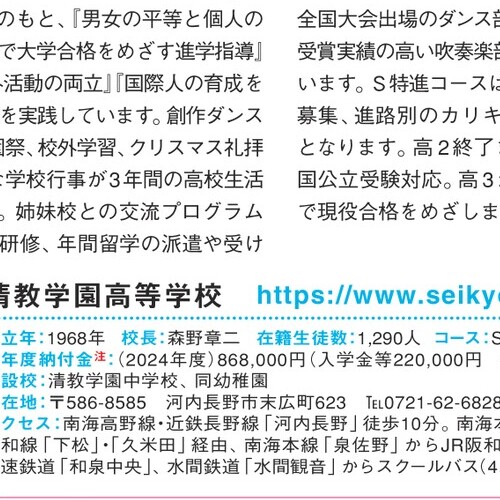 のもと、『男女の平等と個人の
で大学合格をめざす進学指導』
活動の両立』『国際人の育成を
を実践しています。創作ダンス
園祭、校外学習、クリスマス礼拝
学校行事が3年間の高校生活
。姉妹校との交流プログラム
研修、年間留学の派遣や受け
全国大会出場のダンス部
受賞実績の高い吹奏楽部
います。S特進コースは
募集、進路別のカリキ
となります。高2終了
国公立受験対応。高3
で現役合格をめざしま
清教学園高等学校 https://www.seikyo
立年：1968年 校長：森野章二 在籍生徒数：1,290人 コース：S
年度納付金注：（2024年度）868,000円（入学金等220,000円
設校：清教学園中学校、同幼稚園
在地：〒586-8585 河内長野市末広町623 TEL0721-62-6828
クセス：南海高野線・近鉄長野線「河内長野」徒歩10分。南海本
和線「下松」・「久米田」経由、南海本線「泉佐野」からJR阪和
速鉄道「和泉中央」、水間鉄道「水間観音」からスクールバス（4